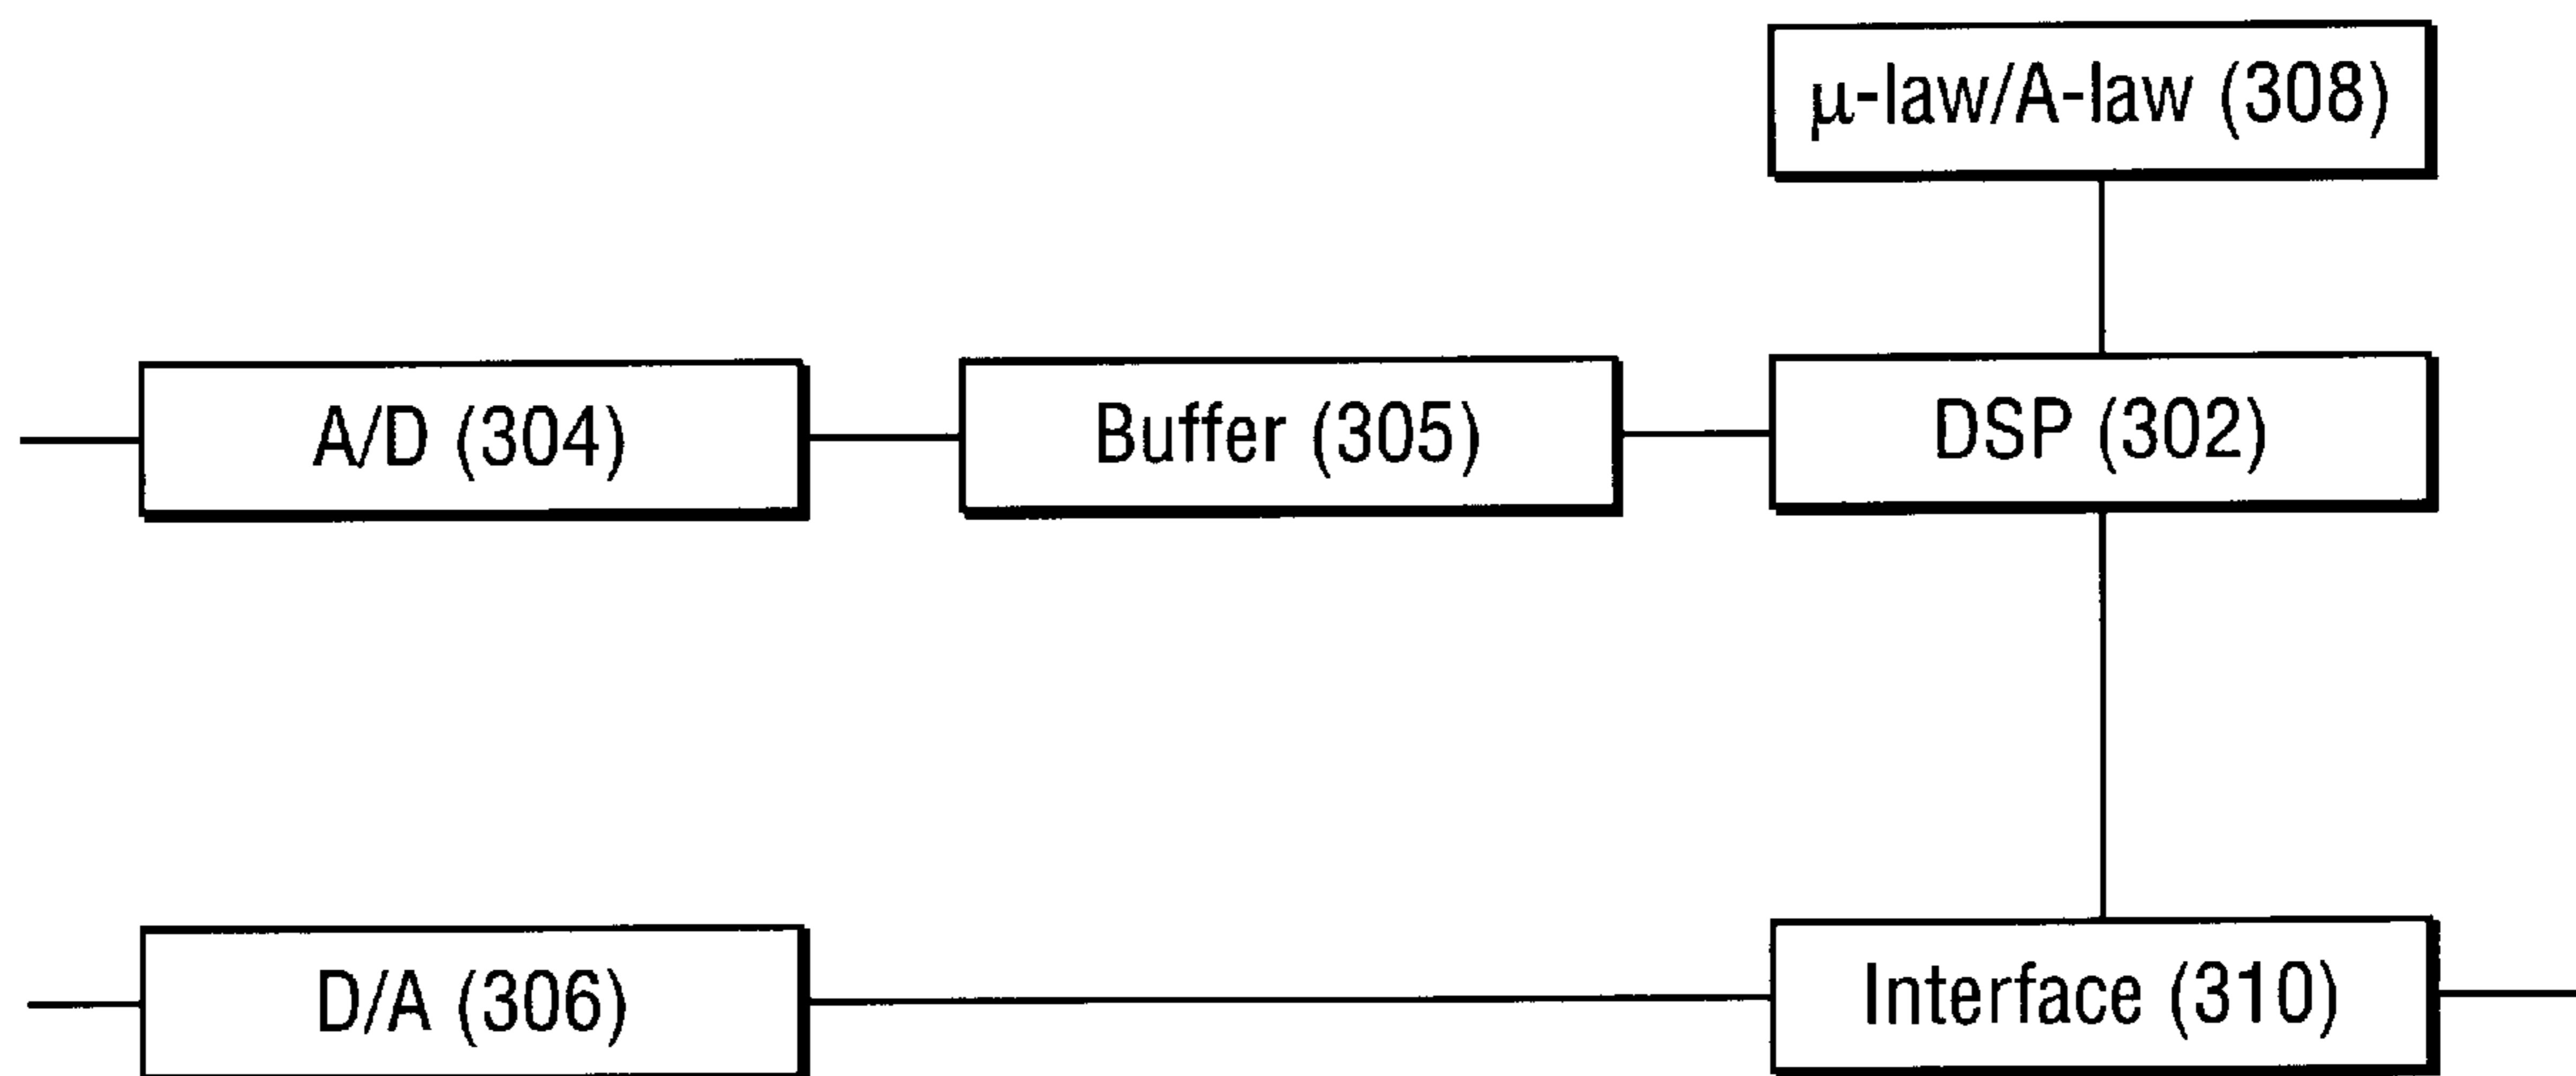 μ-law/A-law (308)
A/D (304)
Buffer (305)
DSP (302)
D/A (306)
Interface (310)